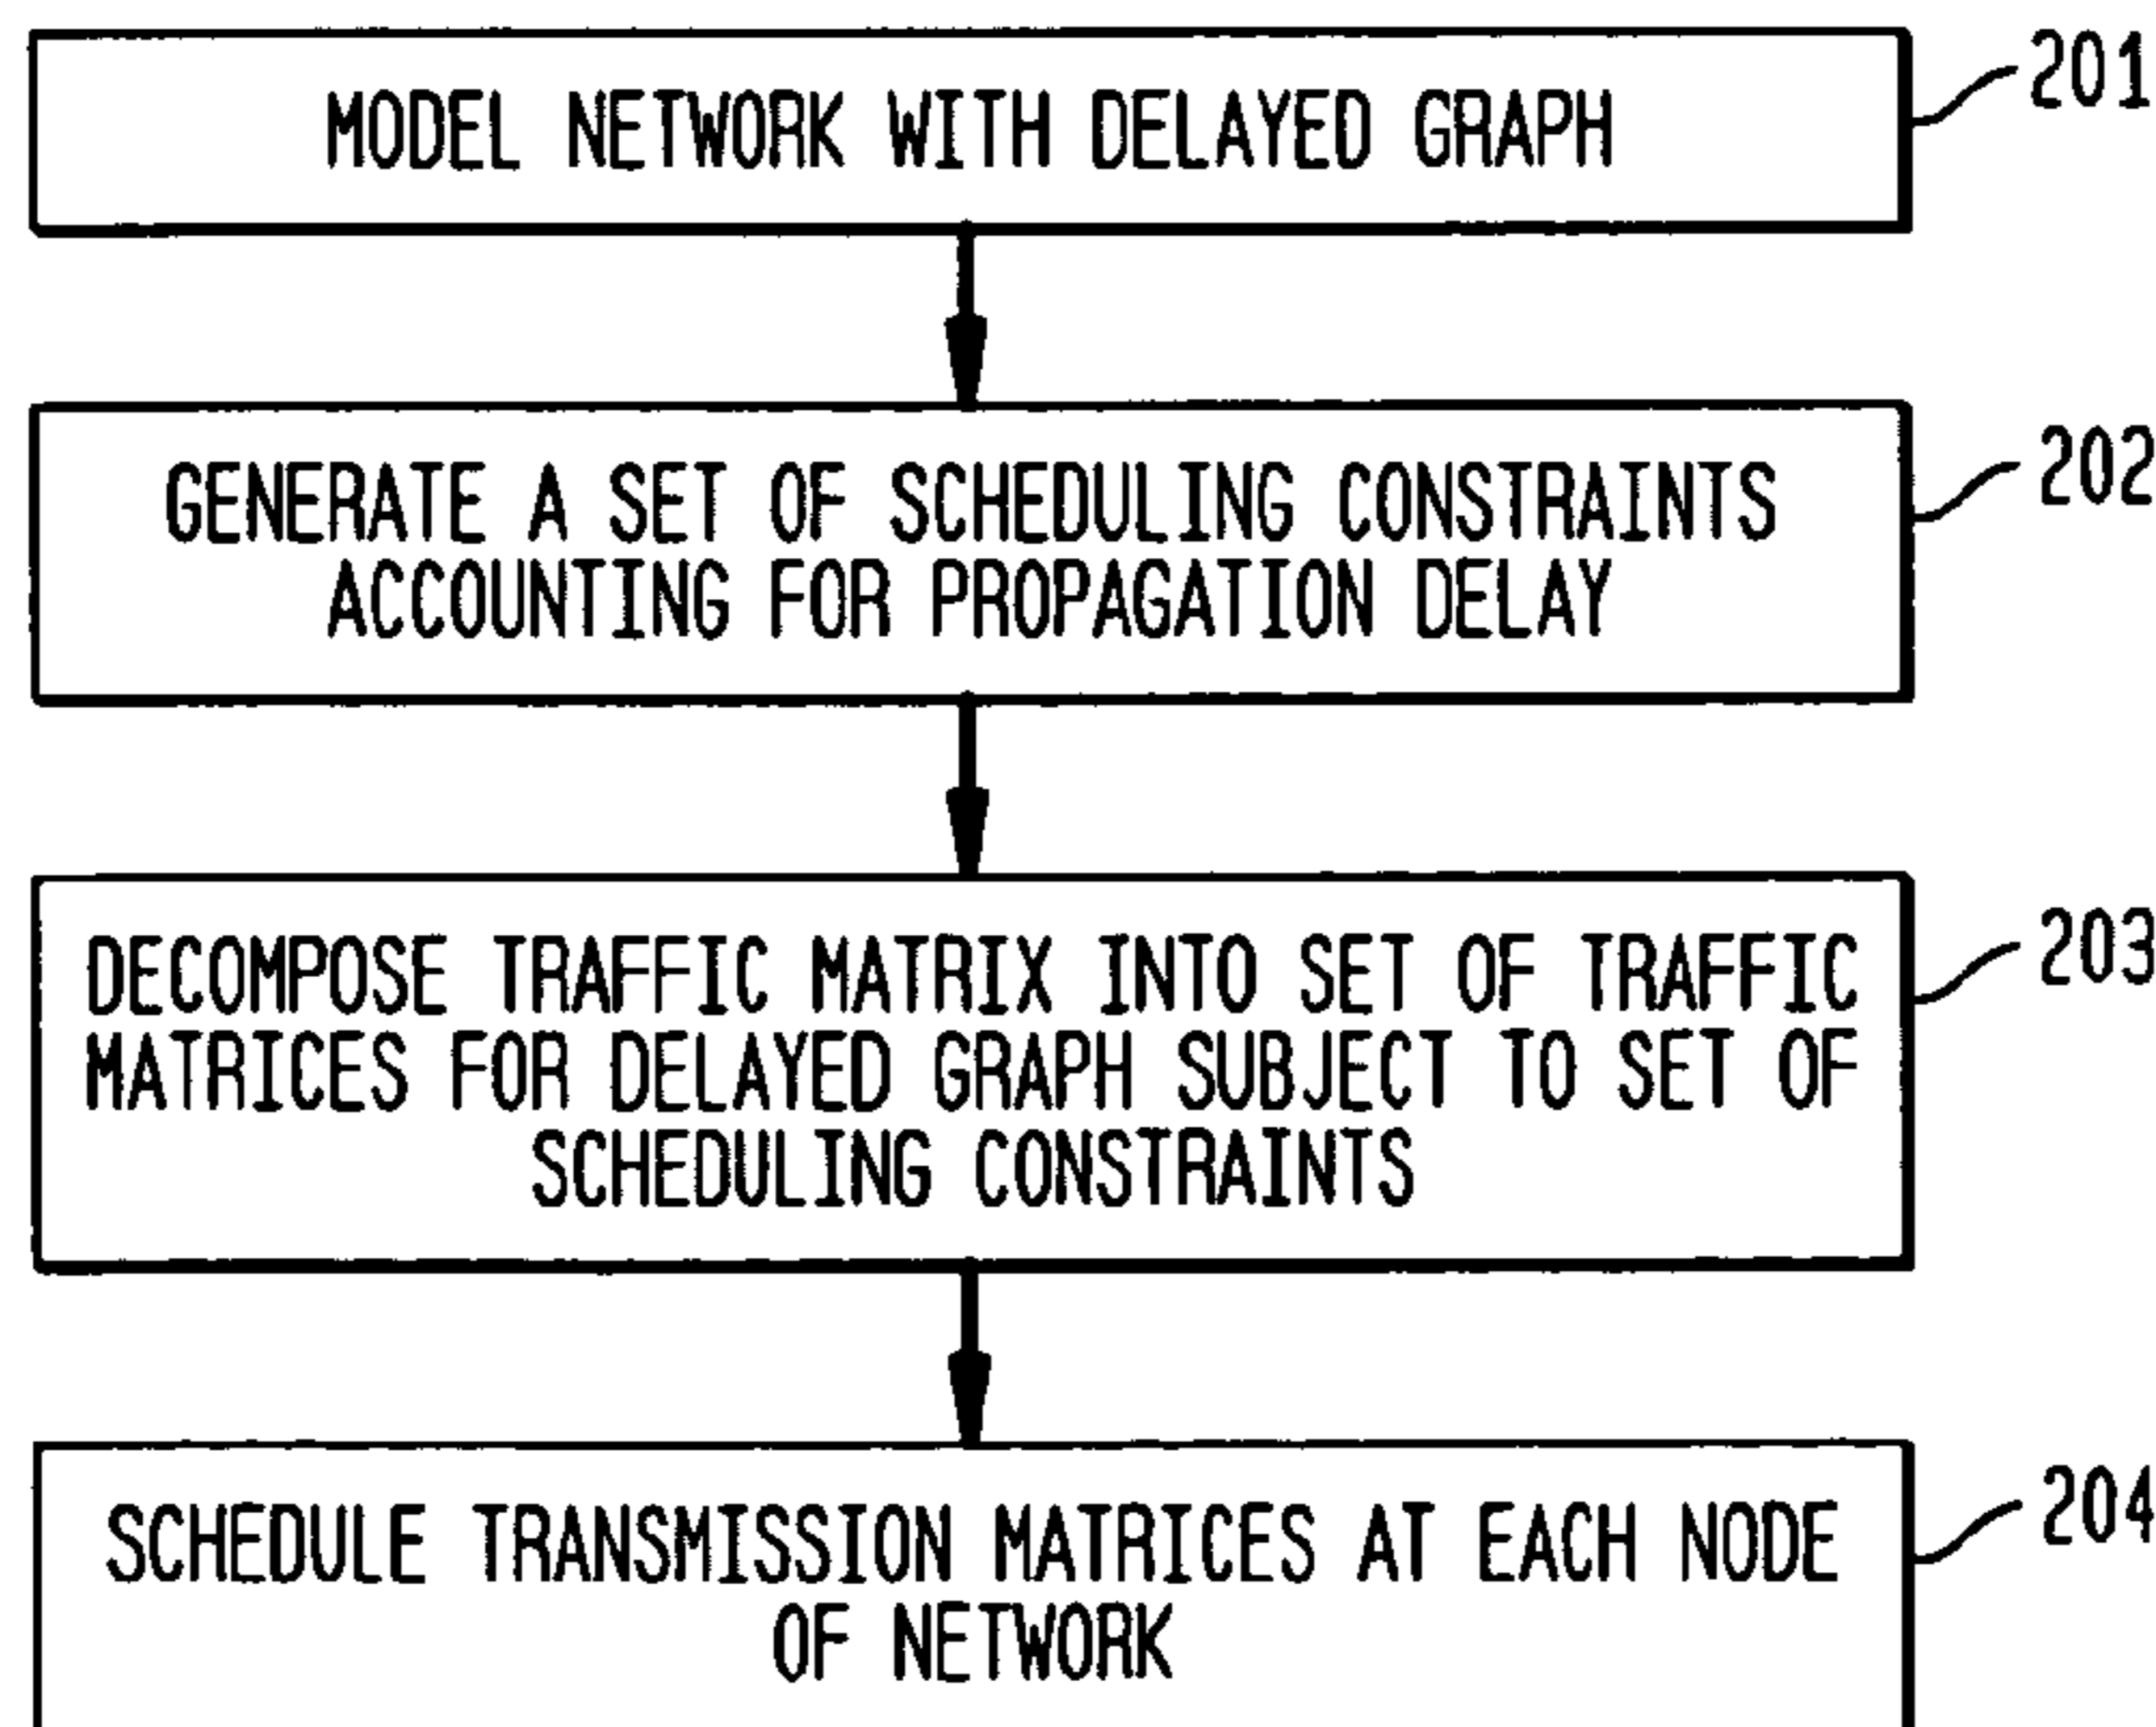 MODEL NETWORK WITH DELAYED GRAPH
201
GENERATE A SET OF SCHEDULING CONSTRAINTS
ACCOUNTING FOR PROPAGATION DELAY
202
DECOMPOSE TRAFFIC MATRIX INTO SET OF TRAFFIC
MATRICES FOR DELAYED GRAPH SUBJECT TO SET OF
SCHEDULING CONSTRAINTS
203
SCHEDULE TRANSMISSION MATRICES AT EACH NODE
OF NETWORK
204